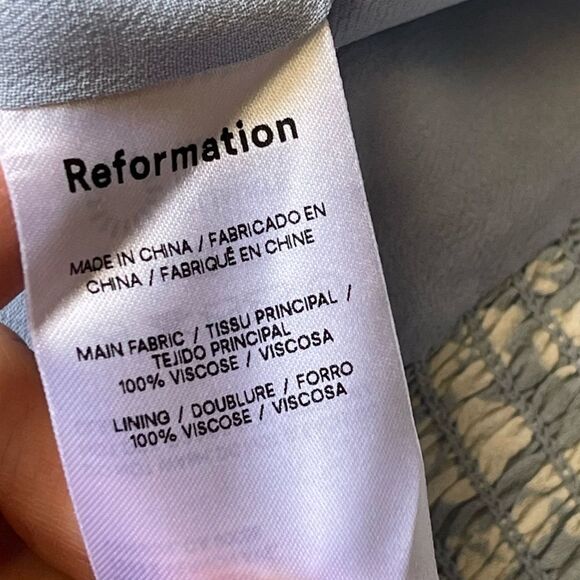 Reformation
MADE IN CHINA / FABRICADO EN
CHINA / FABRIQUÊ EN CHINE
MAIN FABRIC / TISSU PRINCIPAL /
TEJIDO PRINCIPAL
100% VISCOSE / VISCOSA
LINING / DOUBLURE / FORRO
100% VISCOSE / VISCOSA